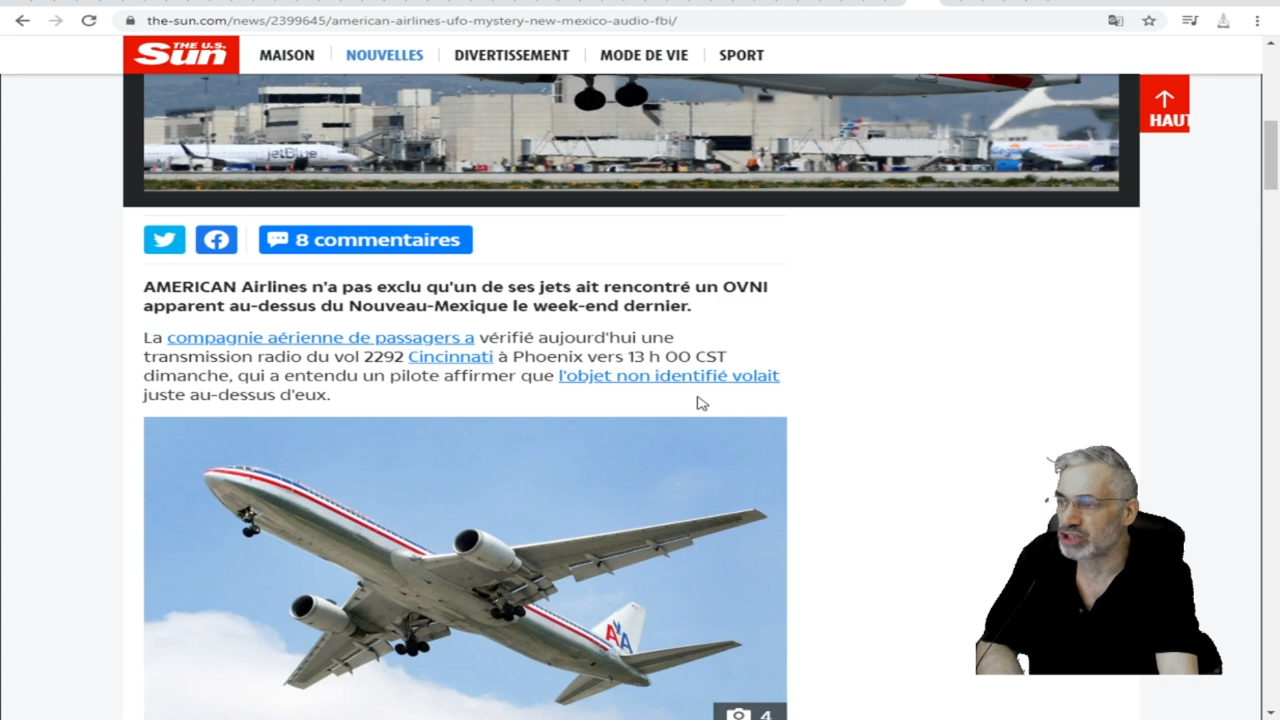 the-sun.com/news/2399645/american-airlines-ufo-mystery-new-mexico-audio-fbi/
THE U.S. Sun
MAISON NOUVELLES DIVERTISSEMENT MODE DE VIE SPORT
HAUT
jetBlue
8 commentaires
AMERICAN Airlines n'a pas exclu qu'un de ses jets ait rencontré un OVNI
apparent au-dessus du Nouveau-Mexique le week-end dernier.
La compagnie aérienne de passagers a vérifié aujourd'hui une
transmission radio du vol 2292 Cincinnati à Phoenix vers 13 h 00 CST
dimanche, qui a entendu un pilote affirmer que l'objet non identifié volait
juste au-dessus d'eux.
AA
4